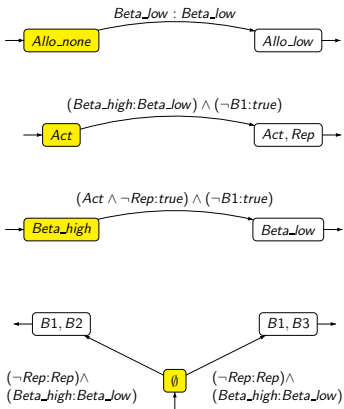 Beta_low : Beta_low
Allo_none
Allo_low
(Beta_high:Beta_low) ∧ (¬B1:true)
Act
Act, Rep
(Act ∧ ¬Rep:true) ∧ (¬B1:true)
Beta_high
Beta_low
B1, B2
B1, B3
(¬Rep:Rep)∧
(Beta_high:Beta_low)
∅
(¬Rep:Rep)∧
(Beta_high:Beta_low)